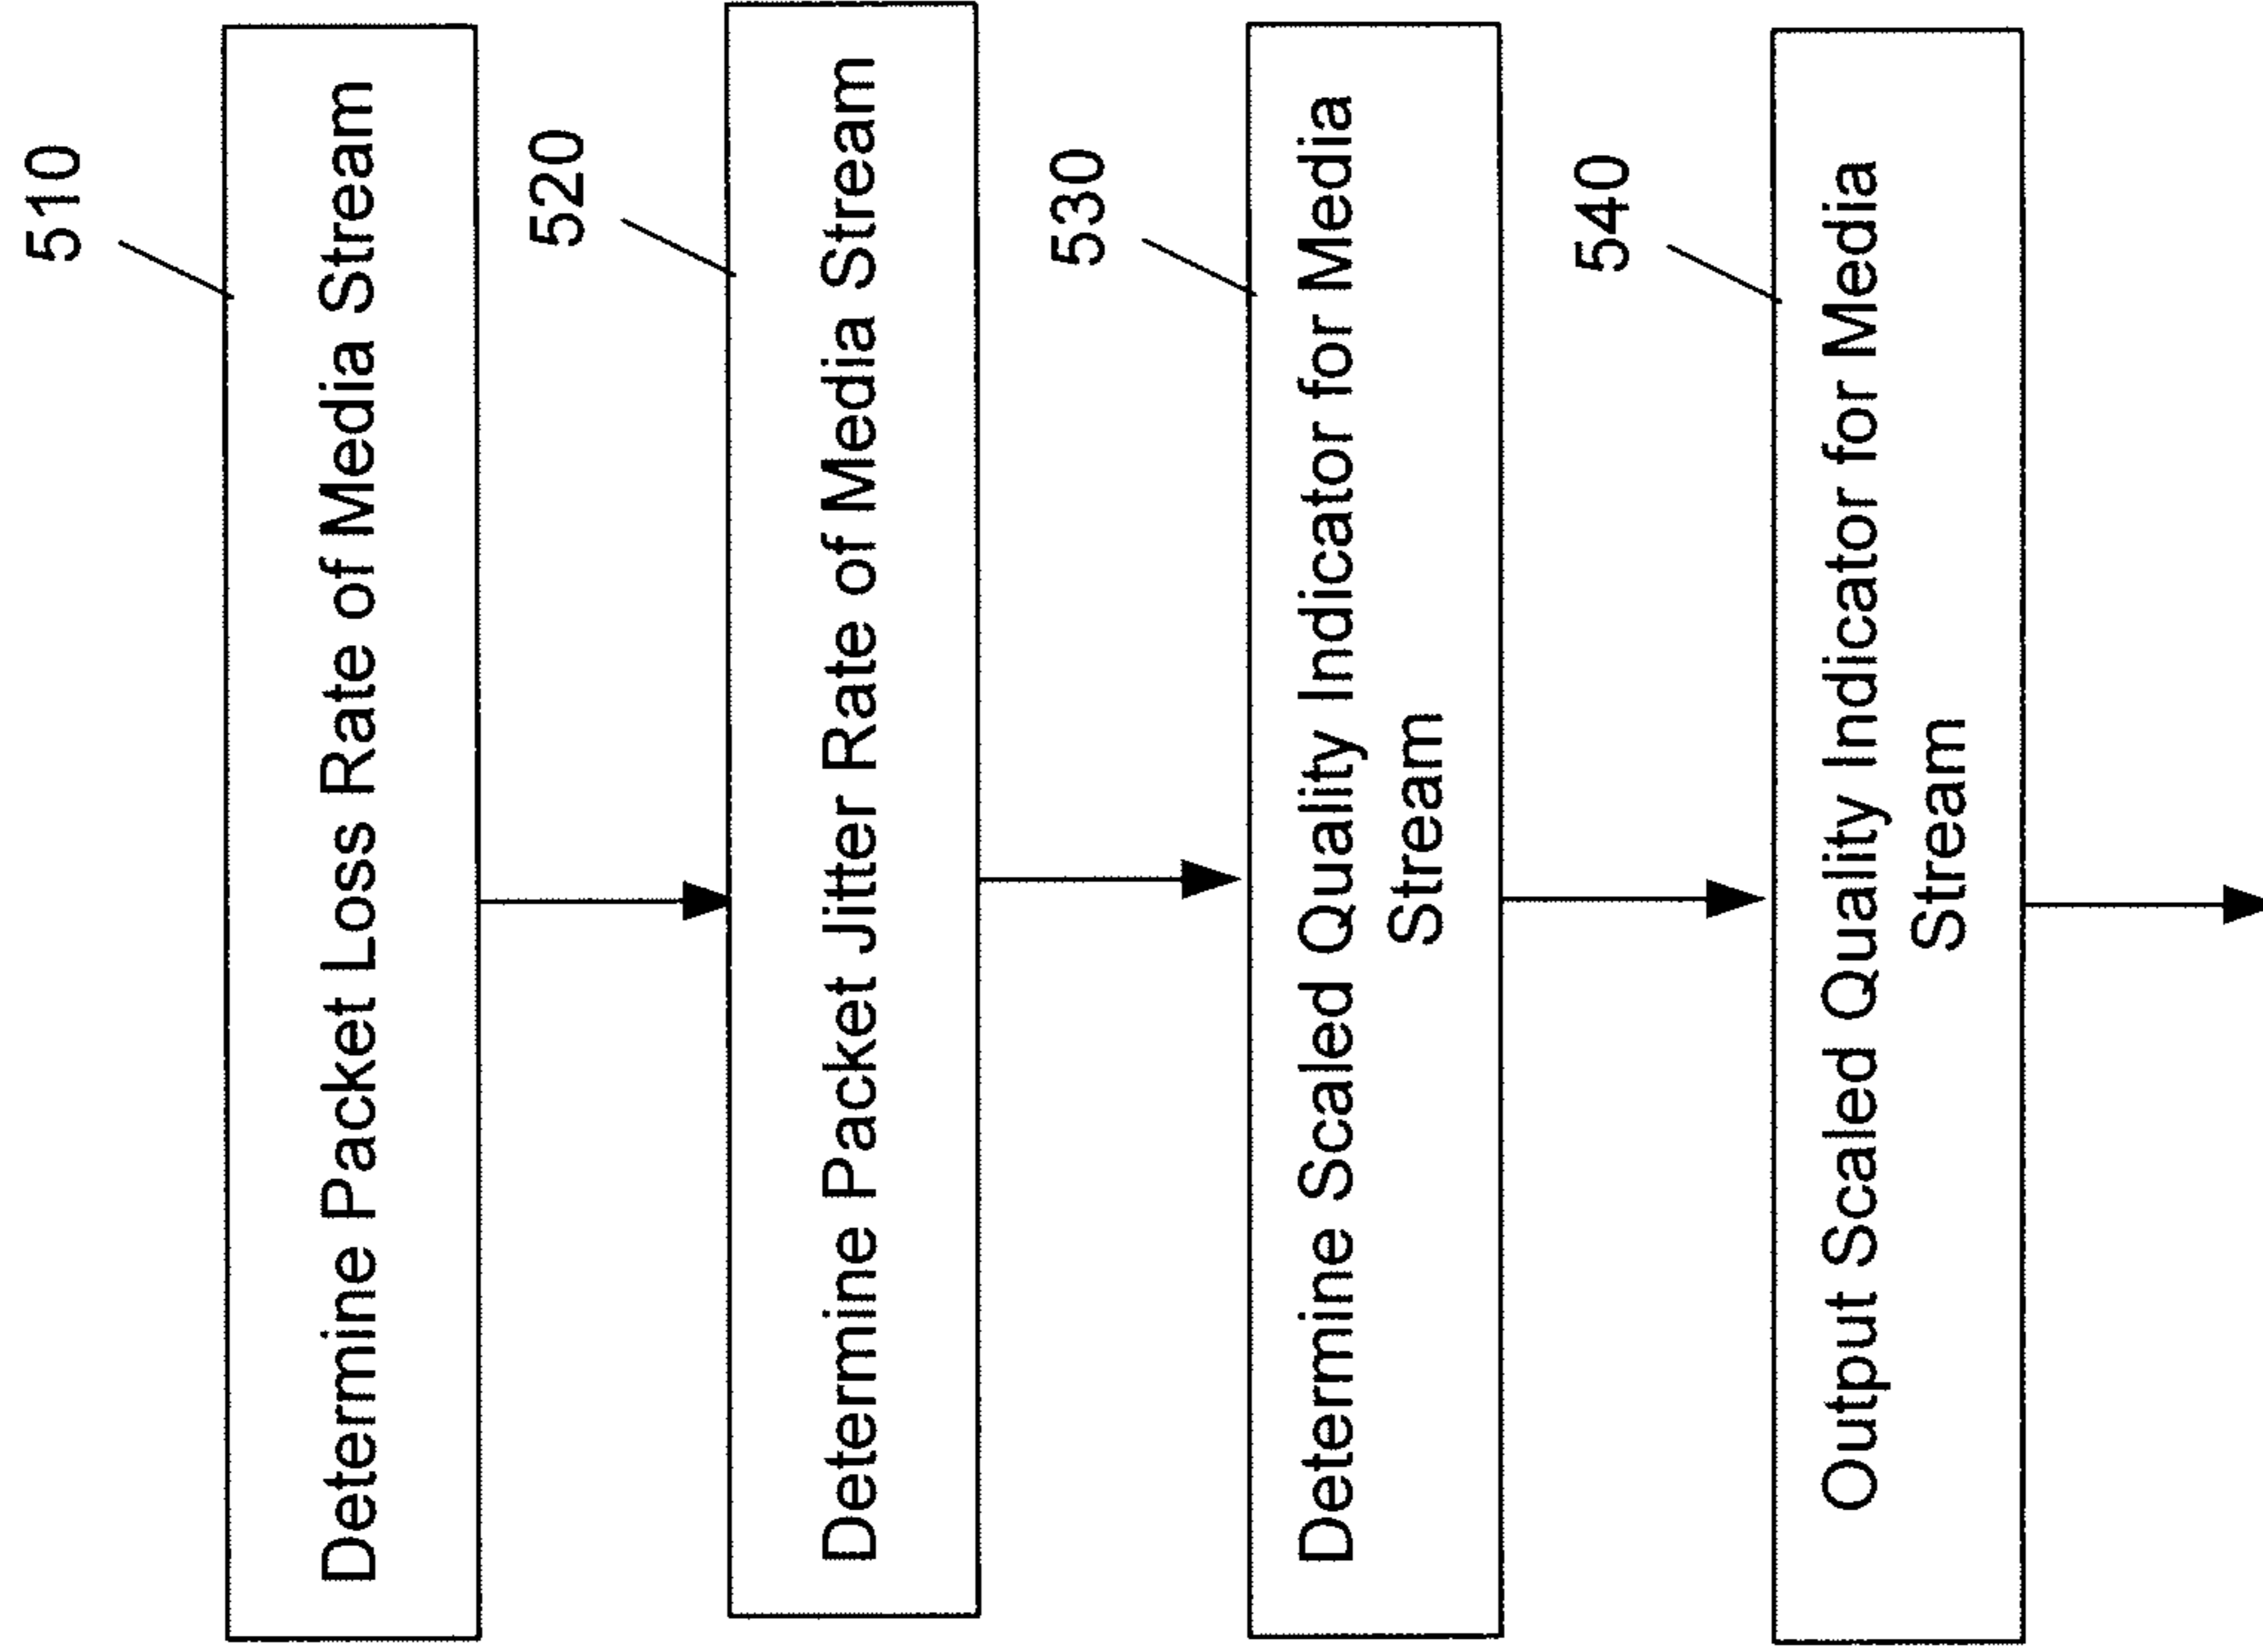 510
Determine Packet Loss Rate of Media Stream
520
Determine Packet Jitter Rate of Media Stream
530
Determine Scaled Quality Indicator for Media
Stream
540
Output Scaled Quality Indicator for Media
Stream